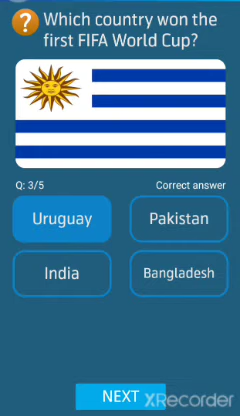 ? Which country won the
first FIFA World Cup?
Q: 3/5 Correct answer
Uruguay Pakistan
India Bangladesh
NEXT XRecorder